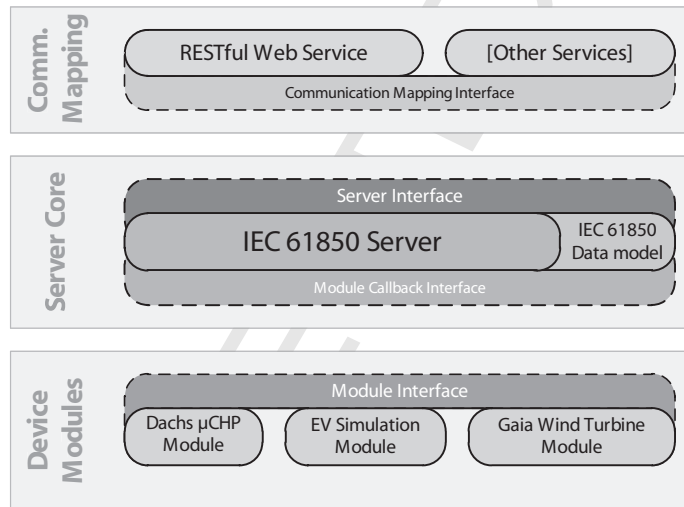 Comm.
Mapping
RESTful Web Service
[Other Services]
Communication Mapping Interface
Server Core
Server Interface
IEC 61850 Server
IEC 61850
Data model
Module Callback Interface
Device
Modules
Module Interface
Dachs µCHP
Module
EV Simulation
Module
Gaia Wind Turbine
Module